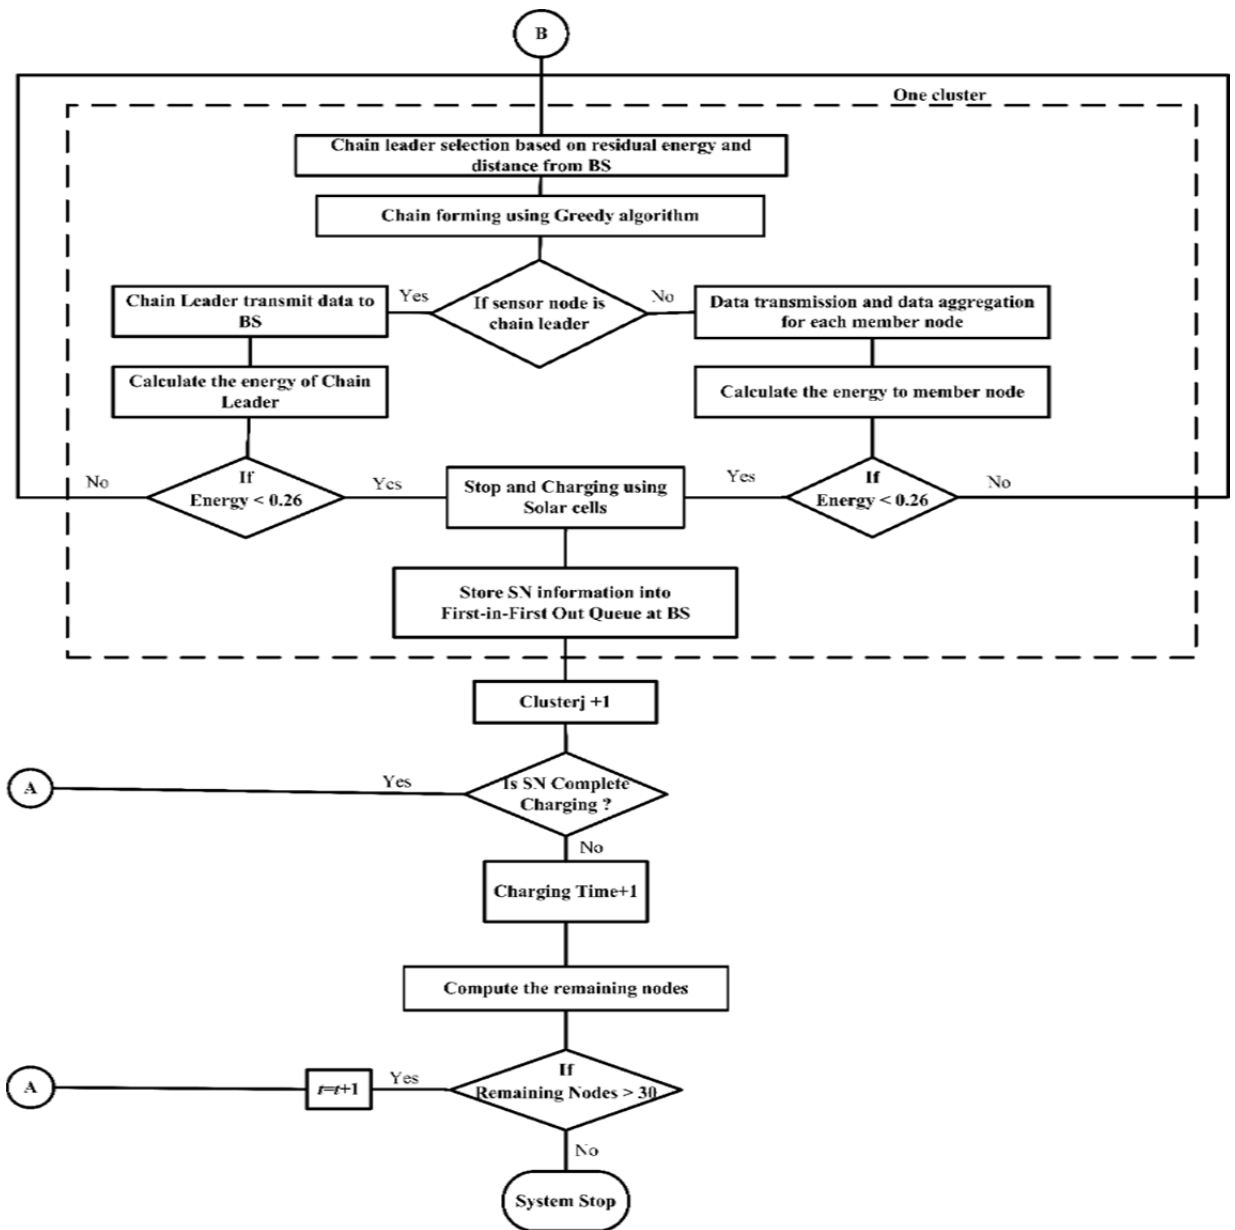 B
One cluster
Chain leader selection based on residual energy and
distance from BS
Chain forming using Greedy algorithm
If sensor node is
chain leader
Yes
No
Chain Leader transmit data to
BS
Data transmission and data aggregation
for each member node
Calculate the energy of Chain
Leader
Calculate the energy to member node
No
If
Energy < 0.26
Yes
Stop and Charging using
Solar cells
Yes
If
Energy < 0.26
No
Store SN information into
First-in-First Out Queue at BS
Clusterj +1
A
Yes
Is SN Complete
Charging ?
No
Charging Time+1
Compute the remaining nodes
A
t=t+1
Yes
If
Remaining Nodes > 30
No
System Stop